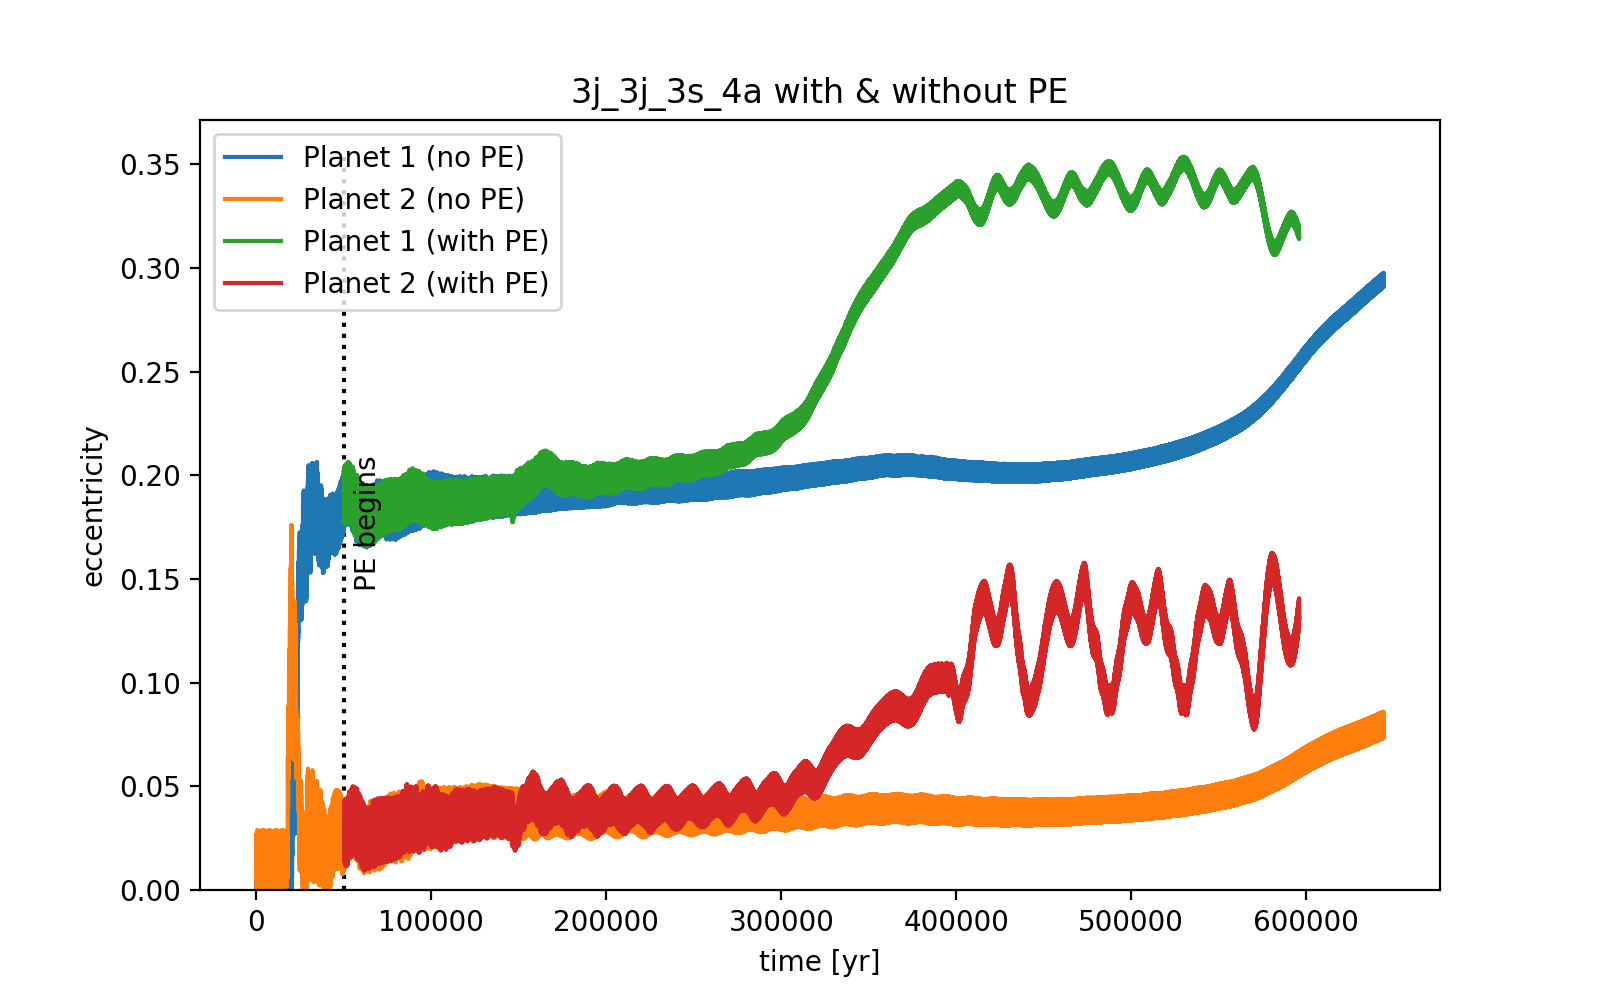 3j_3j_3s_4a with & without PE
Planet 1 (no PE)
Planet 2 (no PE)
Planet 1 (with PE)
Planet 2 (with PE)
PE begins
eccentricity
0.35
0.30
0.25
0.20
0.15
0.10
0.05
0.00
0
100000
200000
300000
400000
500000
600000
time [yr]